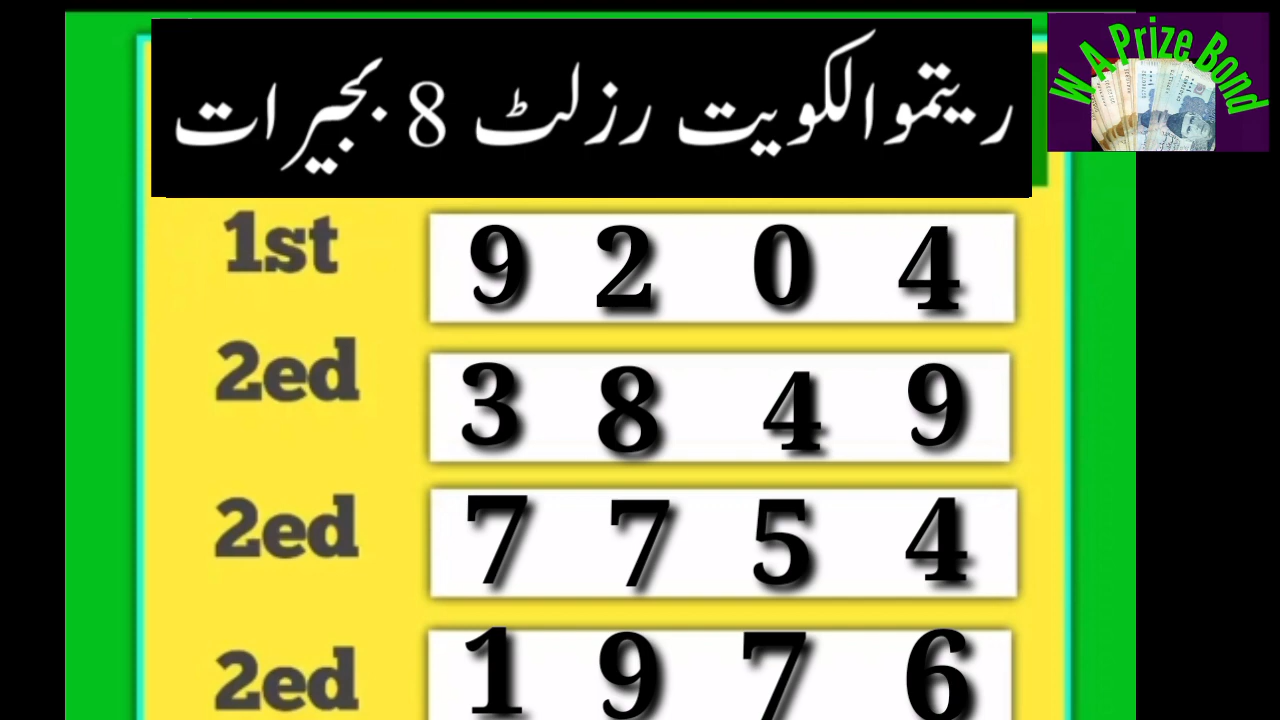 ریتموالکویت رزلٹ 8 بجیرات
W A Prize Bond
1st 9 2 0 4
2ed 3 8 4 9
2ed 7 7 5 4
2ed 1 9 7 6